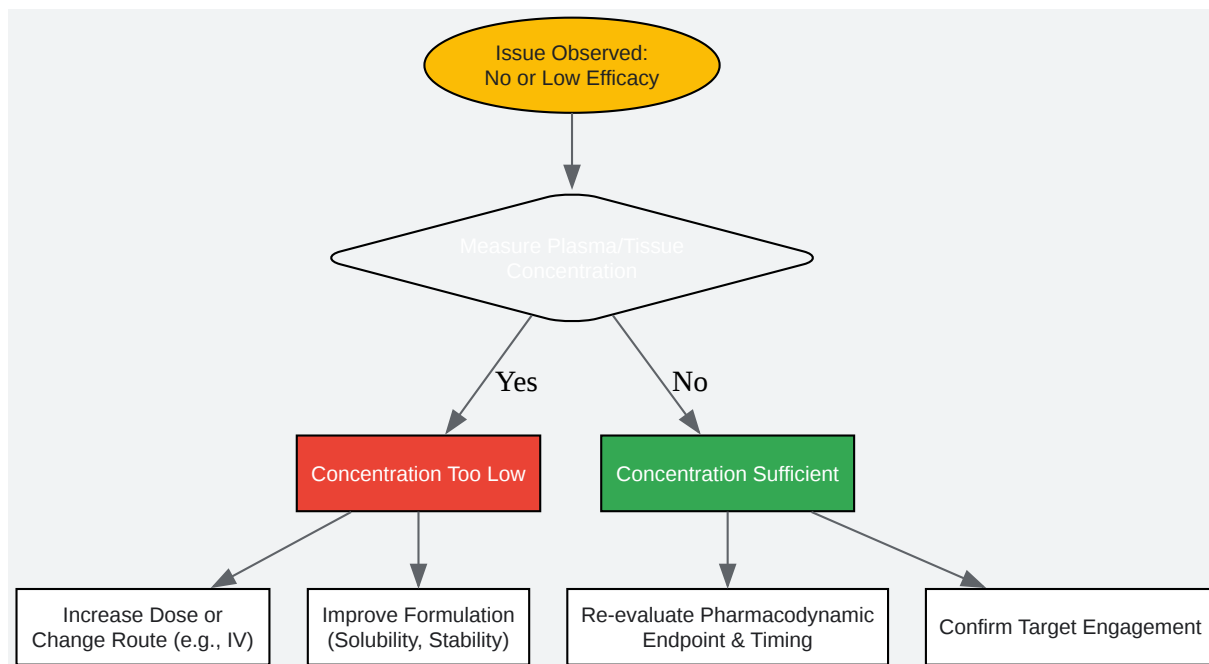 Issue Observed:
No or Low Efficacy
Measure Plasma/Tissue
Concentration
Yes
No
Concentration Too Low
Concentration Sufficient
Increase Dose or
Change Route (e.g., IV)
Improve Formulation
(Solubility, Stability)
Re-evaluate Pharmacodynamic
Endpoint & Timing
Confirm Target Engagement